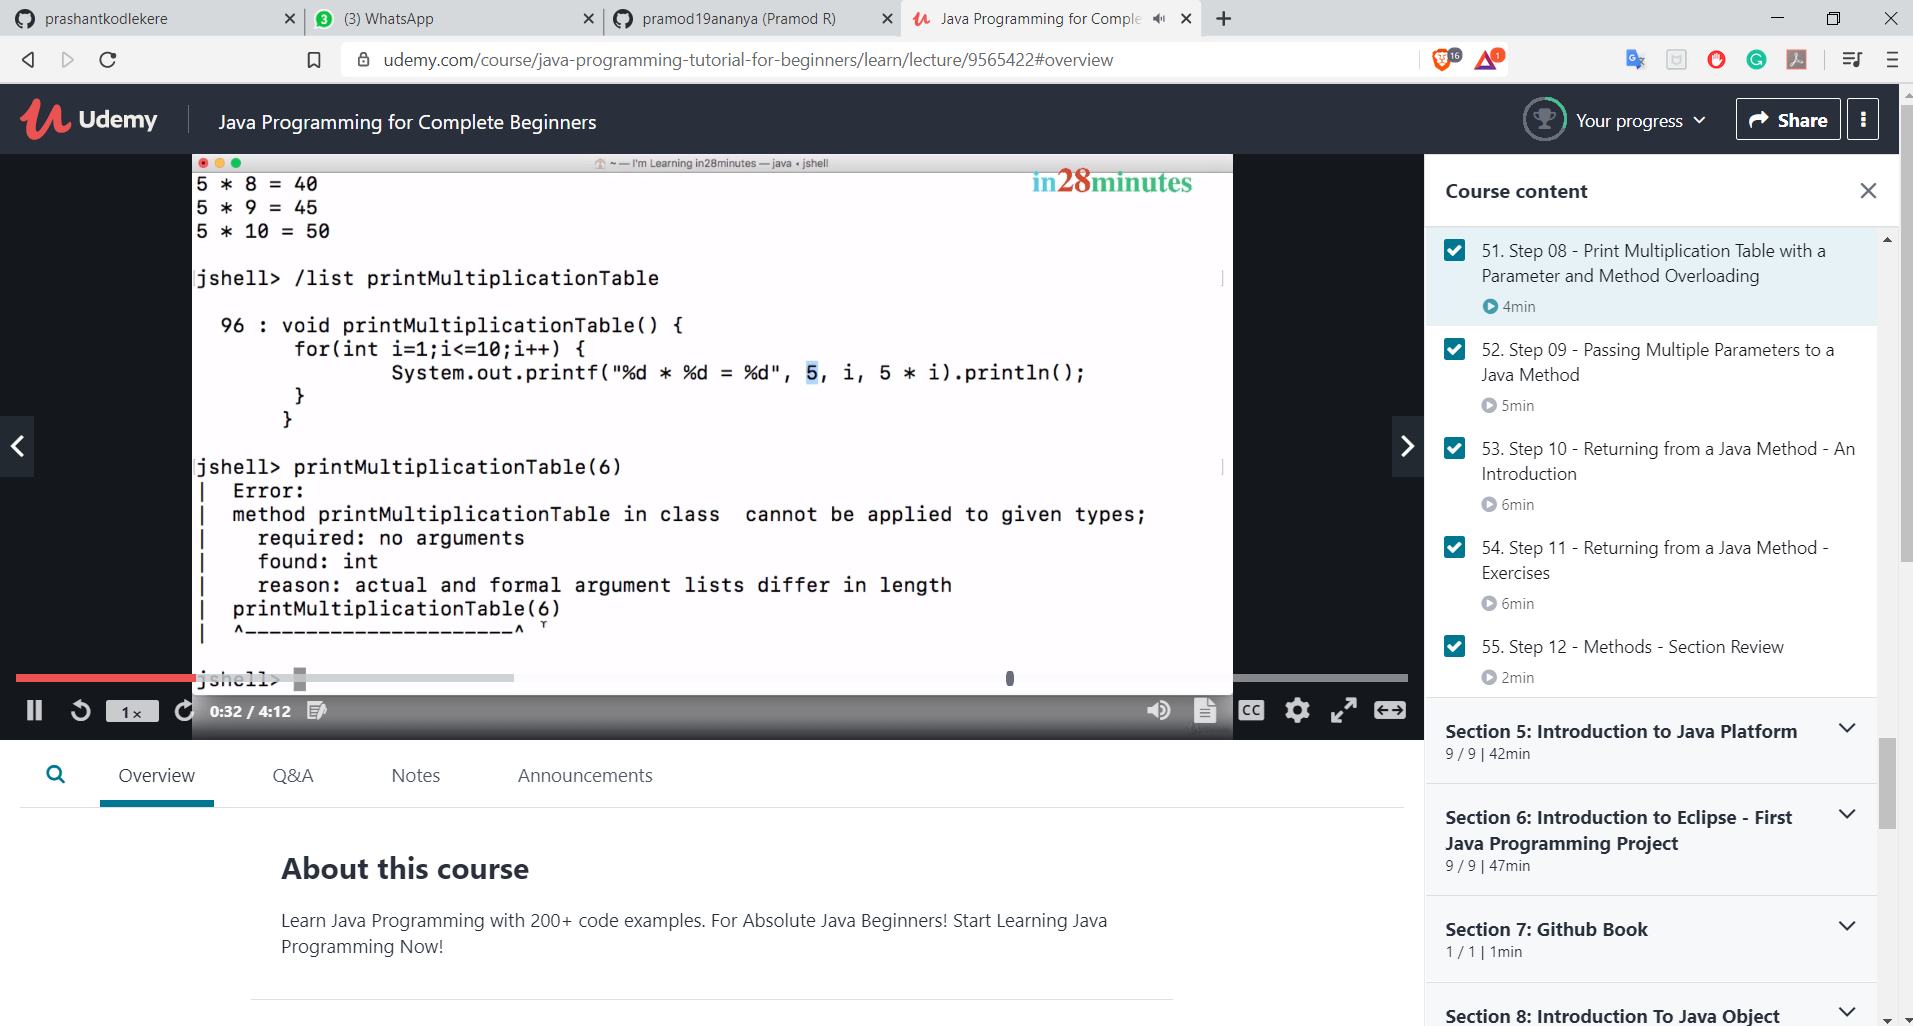 prashantkodlekere
3
(3) WhatsApp
pramod19ananya (Pramod R)
Java Programming for Comple
udemy.com/course/java-programming-tutorial-for-beginners/learn/lecture/9565422#overview
16
1
Udemy
Java Programming for Complete Beginners
Your progress
Share
~ — I'm Learning in28minutes — java ◂ jshell
in28minutes
5 * 8 = 40
5 * 9 = 45
5 * 10 = 50
jshell> /list printMultiplicationTable
96 : void printMultiplicationTable() {
for(int i=1;i<=10;i++) {
System.out.printf("%d * %d = %d", 5, i, 5 * i).println();
}
}
jshell> printMultiplicationTable(6)
| Error:
| method printMultiplicationTable in class  cannot be applied to given types;
| required: no arguments
| found: int
| reason: actual and formal argument lists differ in length
| printMultiplicationTable(6)
| ^----------------------^
jshell>
1×
0:32 / 4:12
CC
Overview
Q&A
Notes
Announcements
About this course
Learn Java Programming with 200+ code examples. For Absolute Java Beginners! Start Learning Java
Programming Now!
Course content
51. Step 08 - Print Multiplication Table with a
Parameter and Method Overloading
4min
52. Step 09 - Passing Multiple Parameters to a
Java Method
5min
53. Step 10 - Returning from a Java Method - An
Introduction
6min
54. Step 11 - Returning from a Java Method -
Exercises
6min
55. Step 12 - Methods - Section Review
2min
Section 5: Introduction to Java Platform
9 / 9 | 42min
Section 6: Introduction to Eclipse - First
Java Programming Project
9 / 9 | 47min
Section 7: Github Book
1 / 1 | 1min
Section 8: Introduction To Java Object